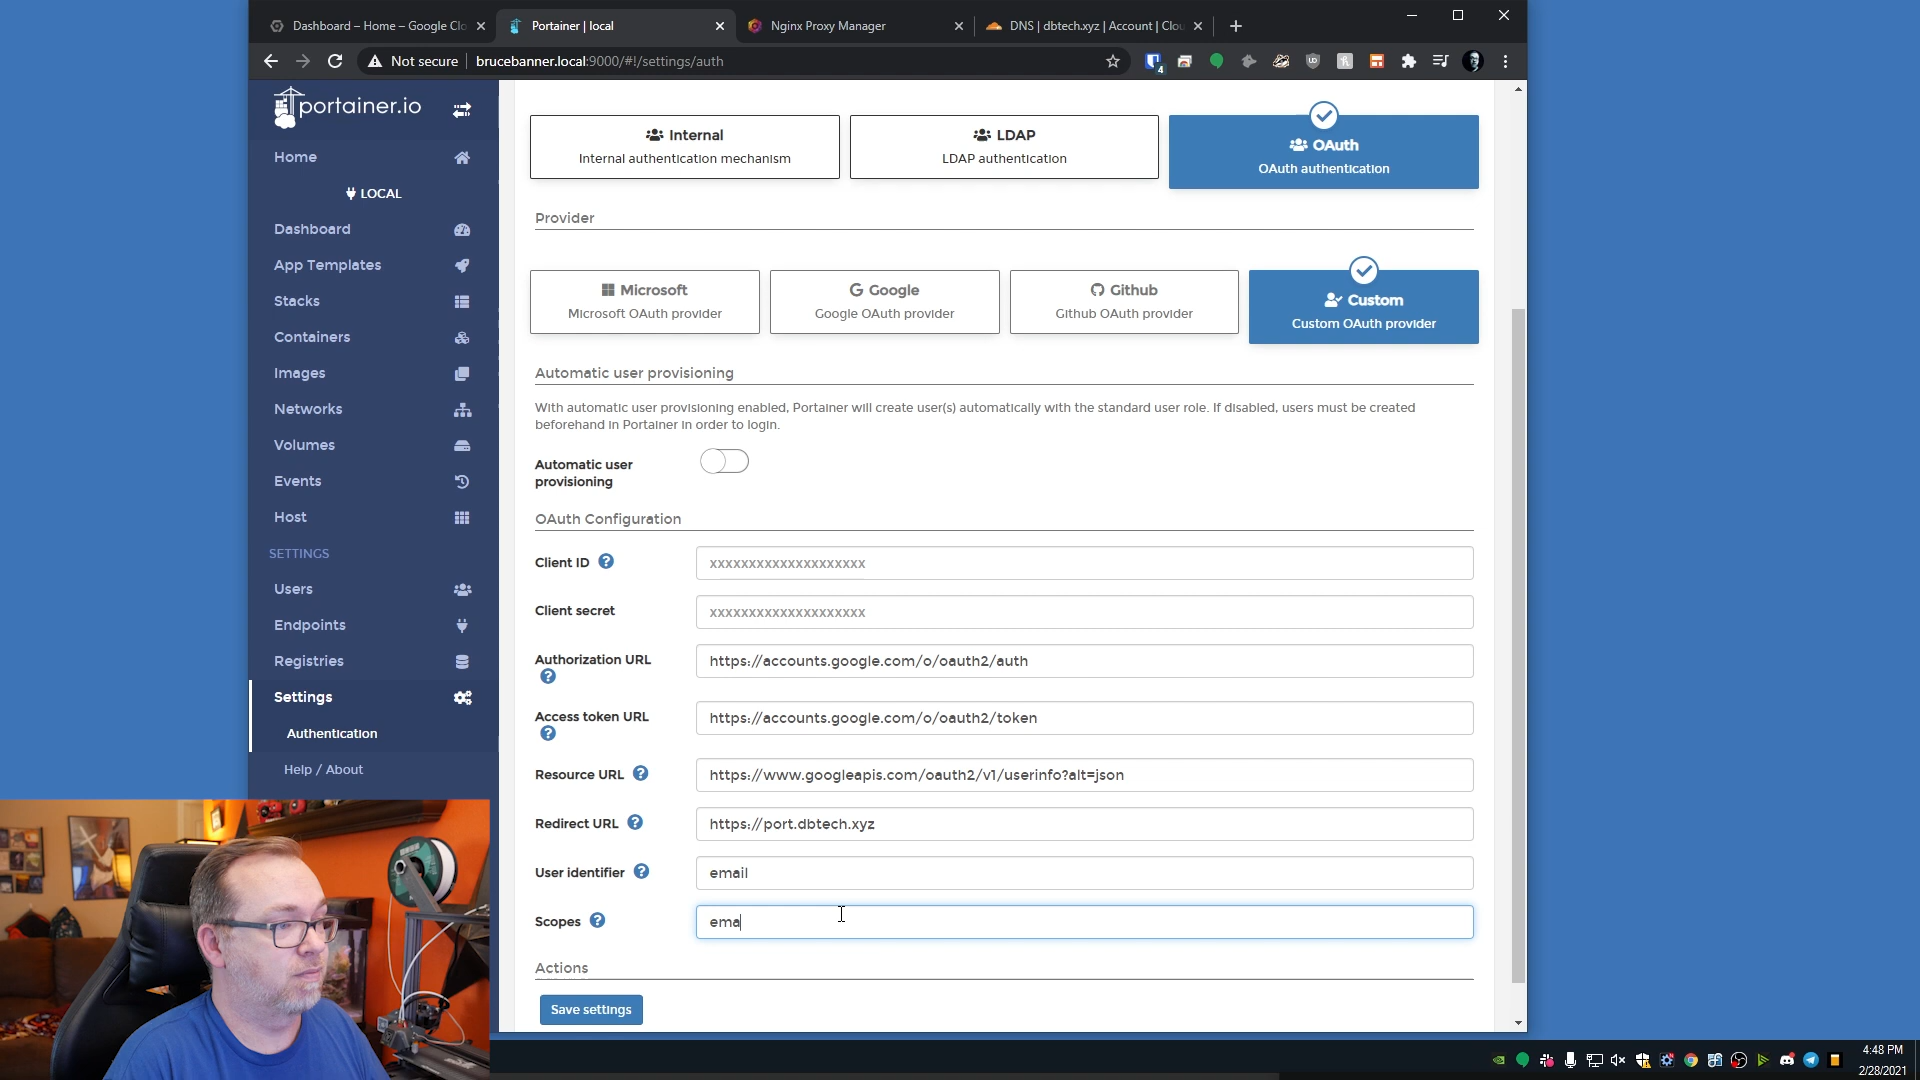 Dashboard – Home – Google Clo
Portainer | local
Nginx Proxy Manager
DNS | dbtech.xyz | Account | Clou
Not secure
brucebanner.local:9000/#!/settings/auth
4
portainer.io
Home
LOCAL
Dashboard
App Templates
Stacks
Containers
Images
Networks
Volumes
Events
Host
SETTINGS
Users
Endpoints
Registries
Settings
Authentication
Help / About
Internal
Internal authentication mechanism
LDAP
LDAP authentication
OAuth
OAuth authentication
Provider
Microsoft
Microsoft OAuth provider
Google
Google OAuth provider
Github
Github OAuth provider
Custom
Custom OAuth provider
Automatic user provisioning
With automatic user provisioning enabled, Portainer will create user(s) automatically with the standard user role. If disabled, users must be created
beforehand in Portainer in order to login.
Automatic user
provisioning
OAuth Configuration
Client ID
xxxxxxxxxxxxxxxxxxxx
Client secret
xxxxxxxxxxxxxxxxxxxx
Authorization URL
https://accounts.google.com/o/oauth2/auth
Access token URL
https://accounts.google.com/o/oauth2/token
Resource URL
https://www.googleapis.com/oauth2/v1/userinfo?alt=json
Redirect URL
https://port.dbtech.xyz
User identifier
email
Scopes
ema
Actions
Save settings
4:48 PM
2/28/2021